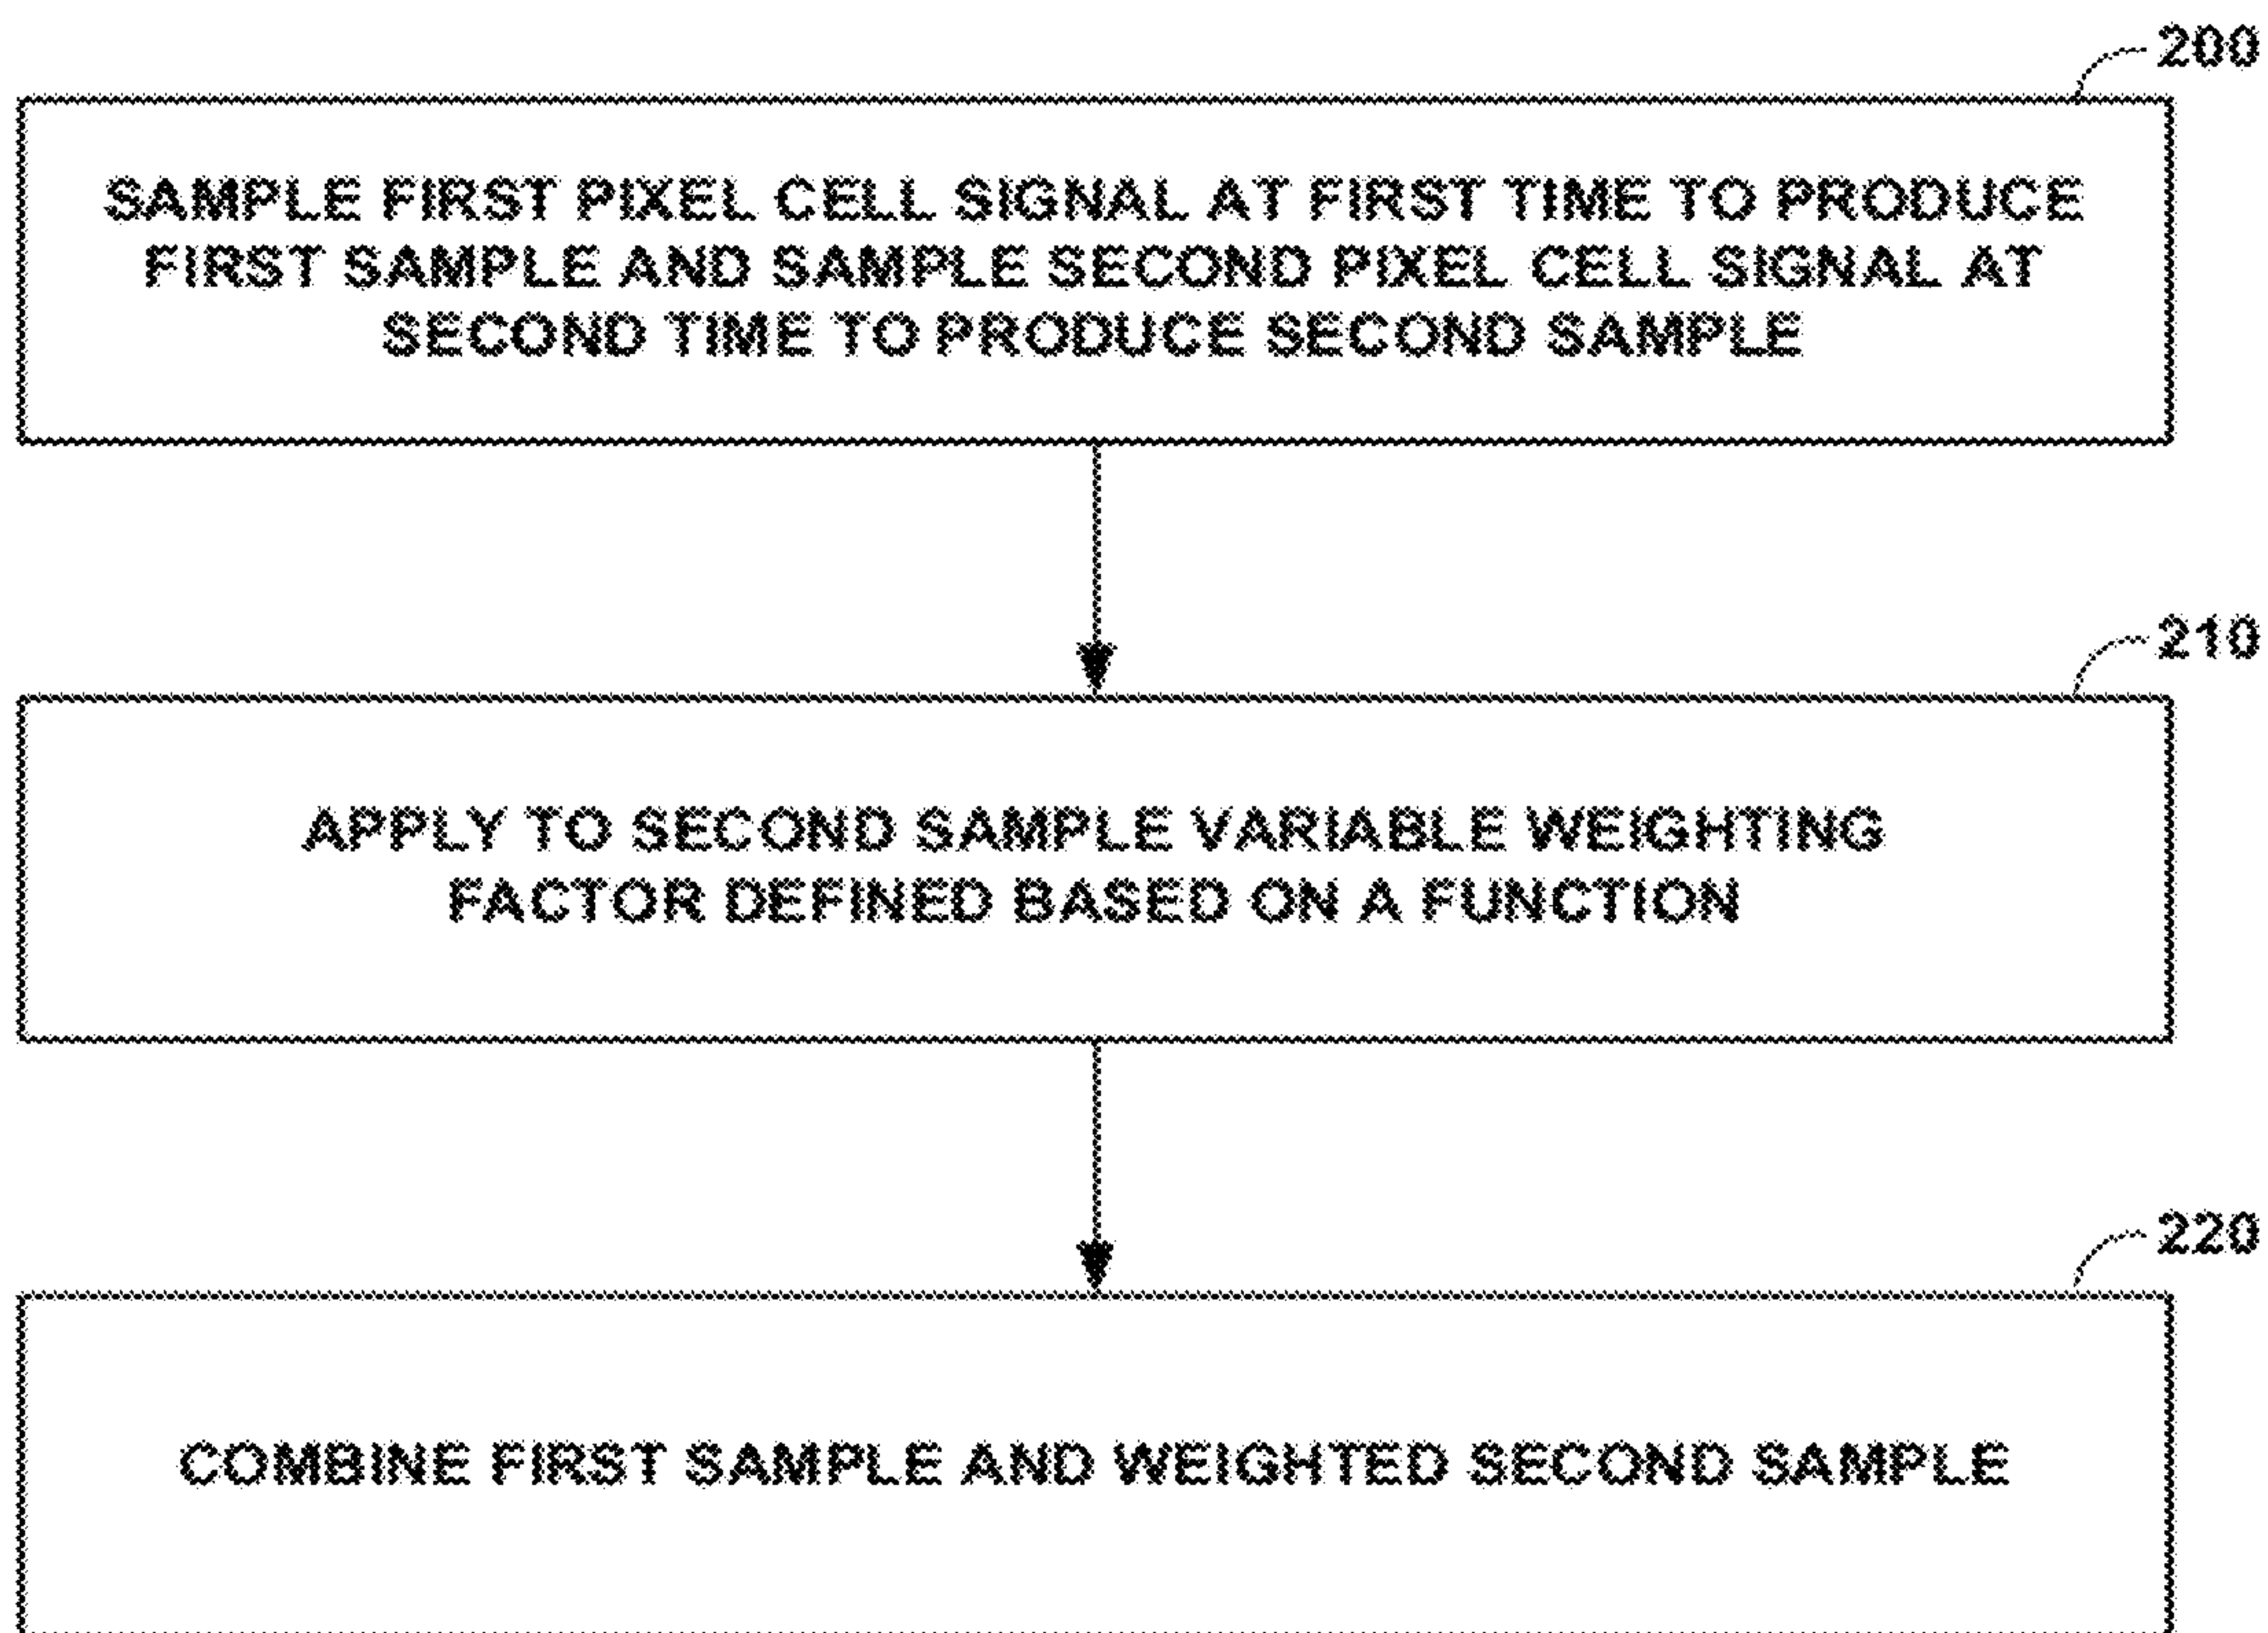 200
SAMPLE FIRST PIXEL CELL SIGNAL AT FIRST TIME TO PRODUCE
FIRST SAMPLE AND SAMPLE SECOND PIXEL CELL SIGNAL AT
SECOND TIME TO PRODUCE SECOND SAMPLE
210
APPLY TO SECOND SAMPLE VARIABLE WEIGHTING
FACTOR DEFINED BASED ON A FUNCTION
220
COMBINE FIRST SAMPLE AND WEIGHTED SECOND SAMPLE